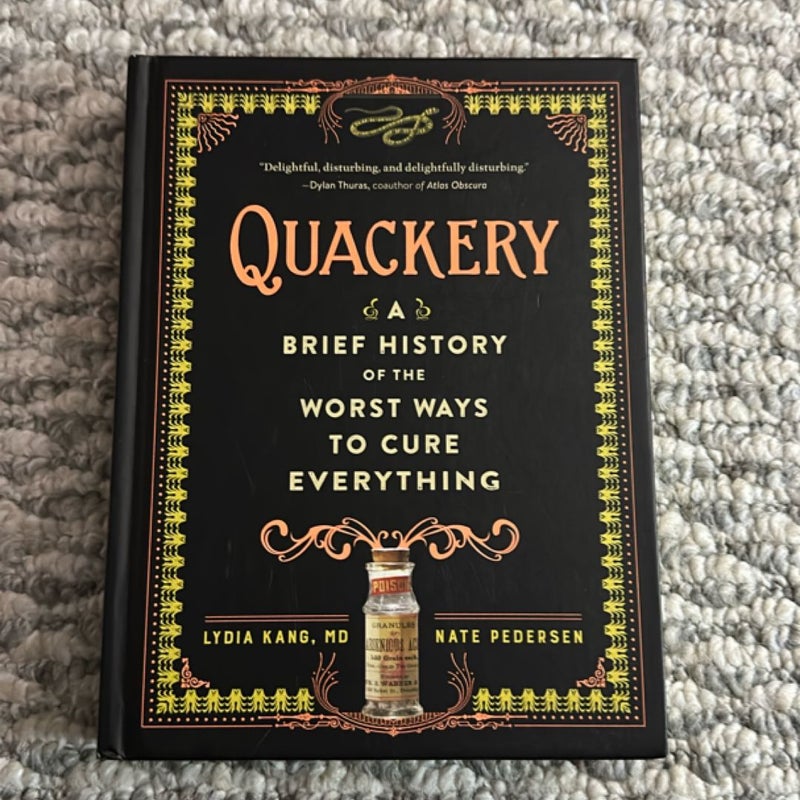 “Delightful, disturbing, and delightfully disturbing.”
—Dylan Thuras, coauthor of Atlas Obscura
QUACKERY
A
BRIEF HISTORY
OF THE
WORST WAYS
TO CURE
EVERYTHING
POISON
GRANULES
LYDIA KANG, MD
NATE PEDERSEN